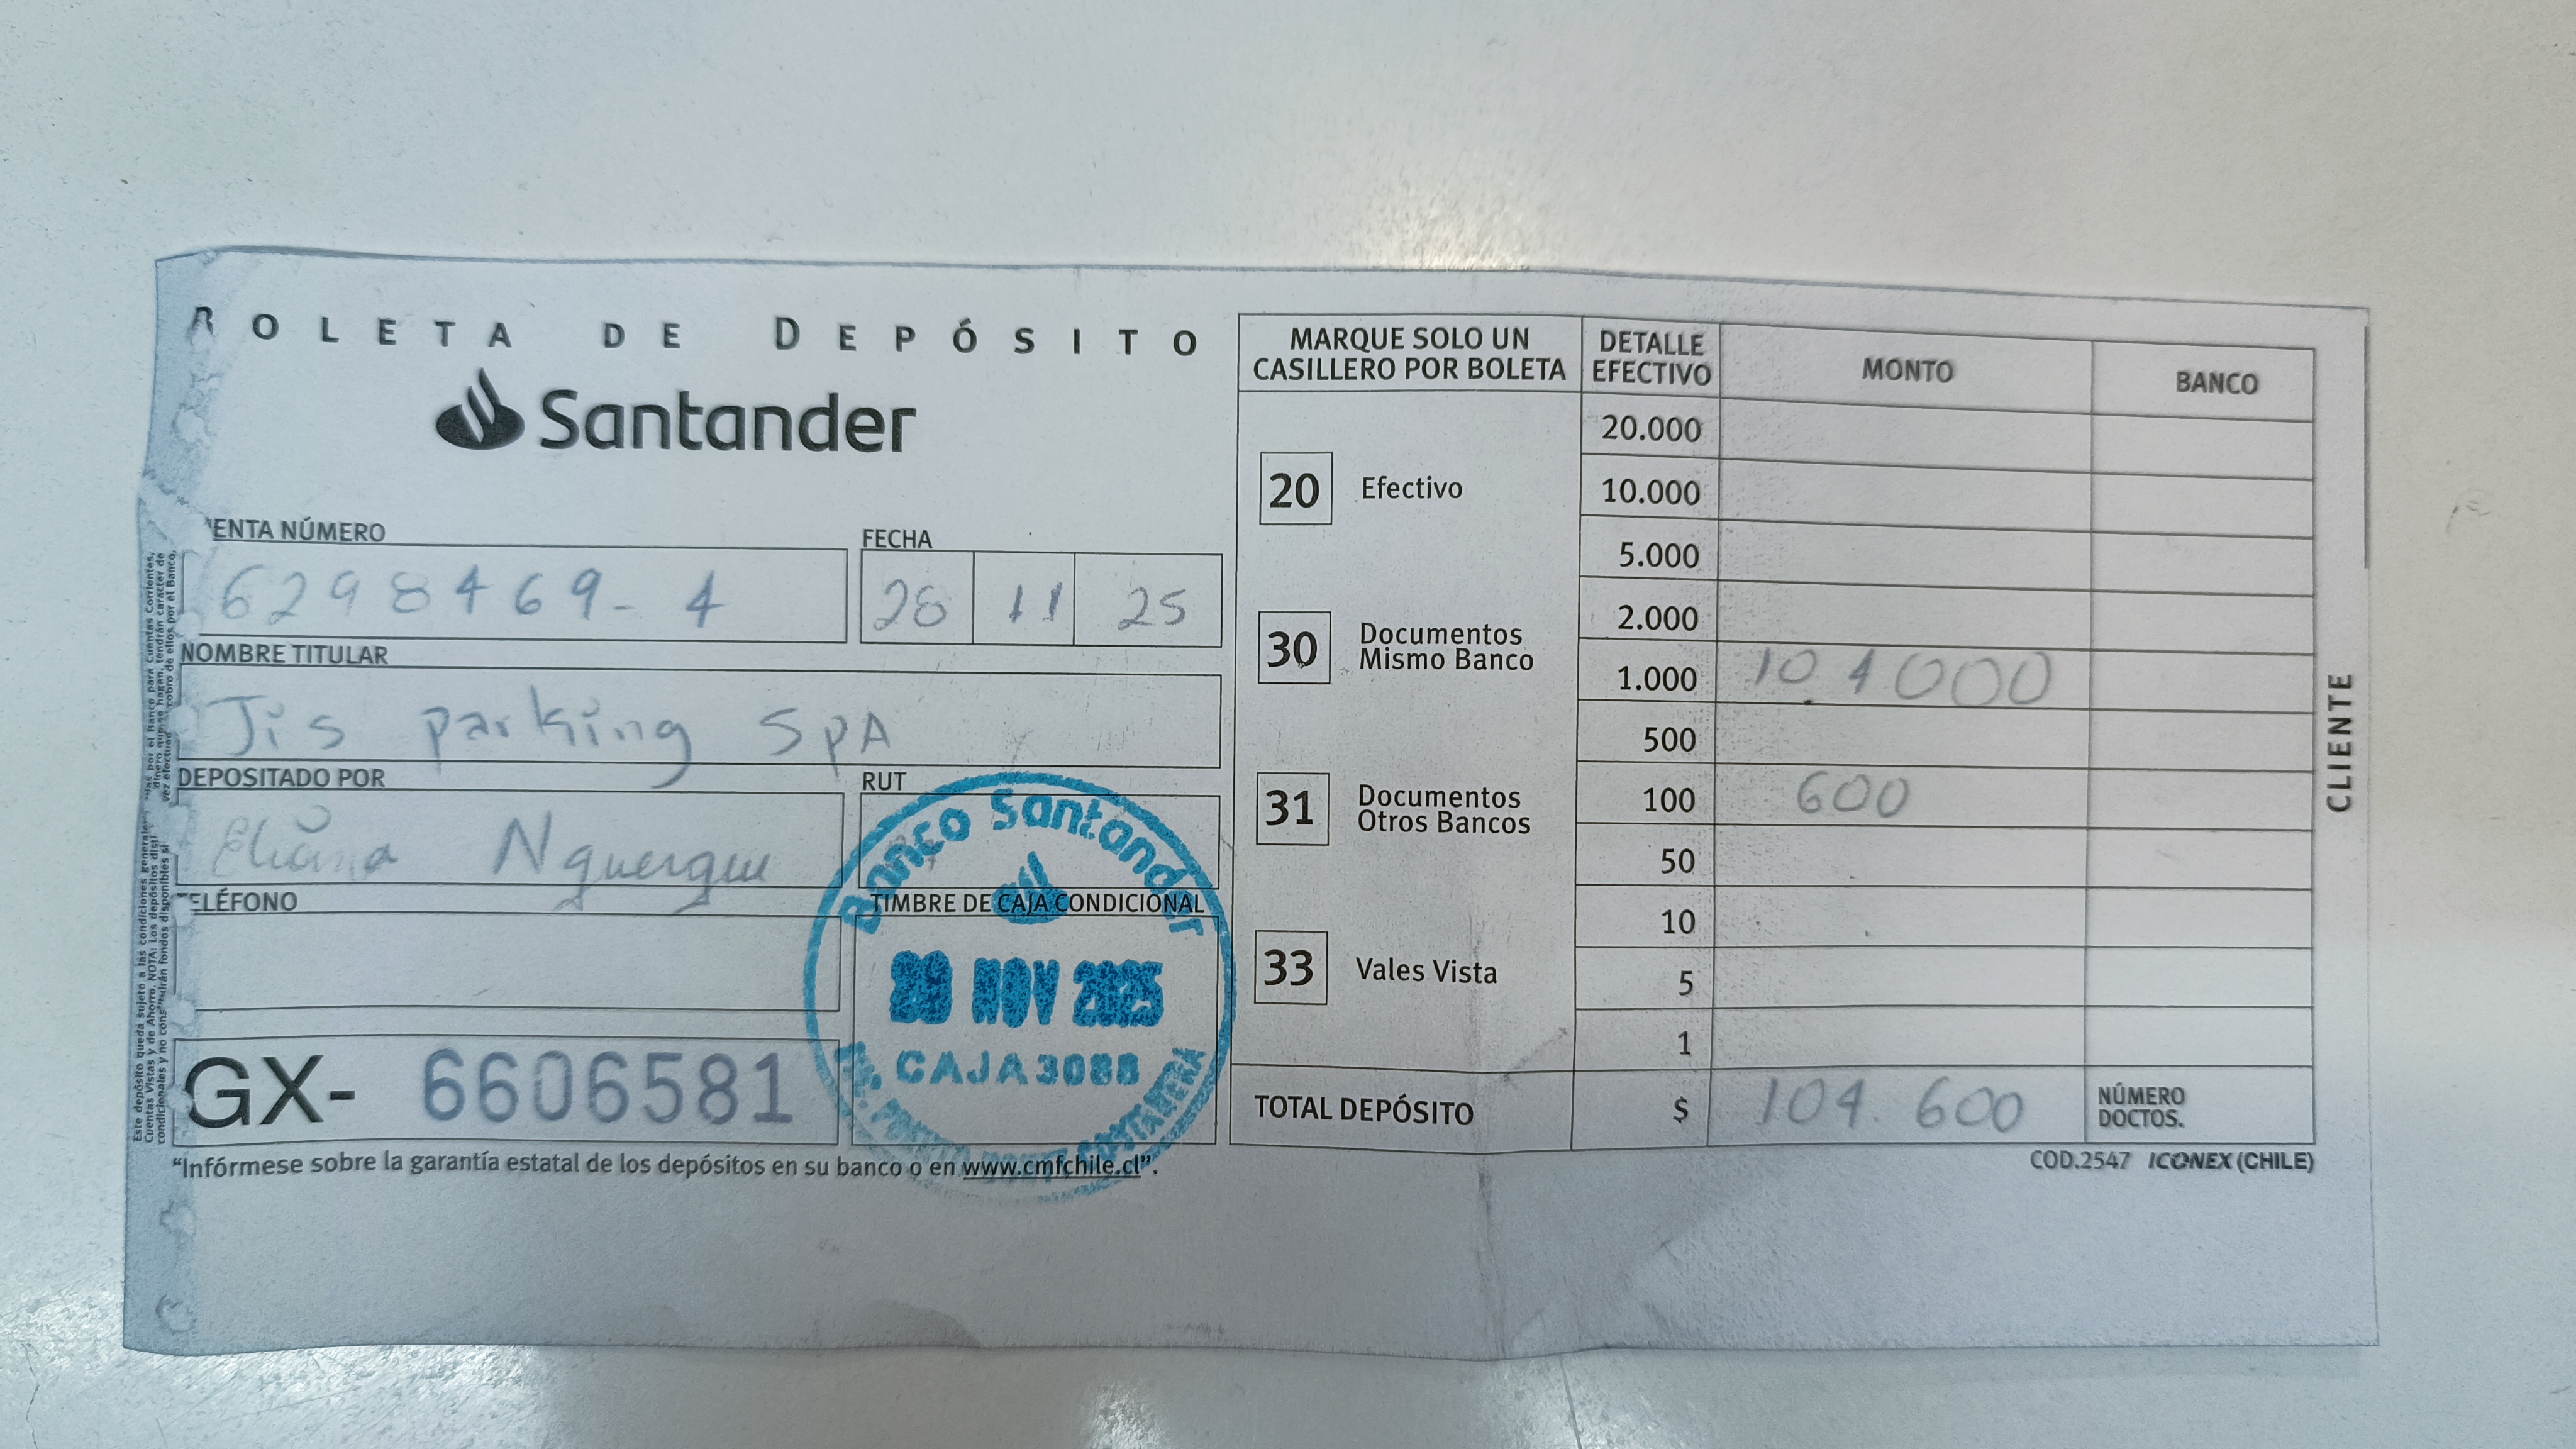 BOLETA DE DEPÓSITO
Santander
ENTA NÚMERO
6298469-4
FECHA
28 11 25
NOMBRE TITULAR
Jis parking SpA
DEPOSITADO POR
Eliana
RUT
TELÉFONO
TIMBRE DE CAJA CONDICIONAL
Banco Santander
NOV 2025
CAJA 3088
GX- 6606581
"Infórmese sobre la garantía estatal de los depósitos en su banco o en www.cmfchile.cl".
MARQUE SOLO UN
CASILLERO POR BOLETA
20 Efectivo
30 Documentos
Mismo Banco
31 Documentos
Otros Bancos
33 Vales Vista
DETALLE
EFECTIVO
MONTO
BANCO
20.000
10.000
5.000
2.000
1.000 104000
500
100 600
50
10
5
1
TOTAL DEPÓSITO $ 104.600
NÚMERO
DOCTOS.
COD.2547 ICONEX (CHILE)
CLIENTE